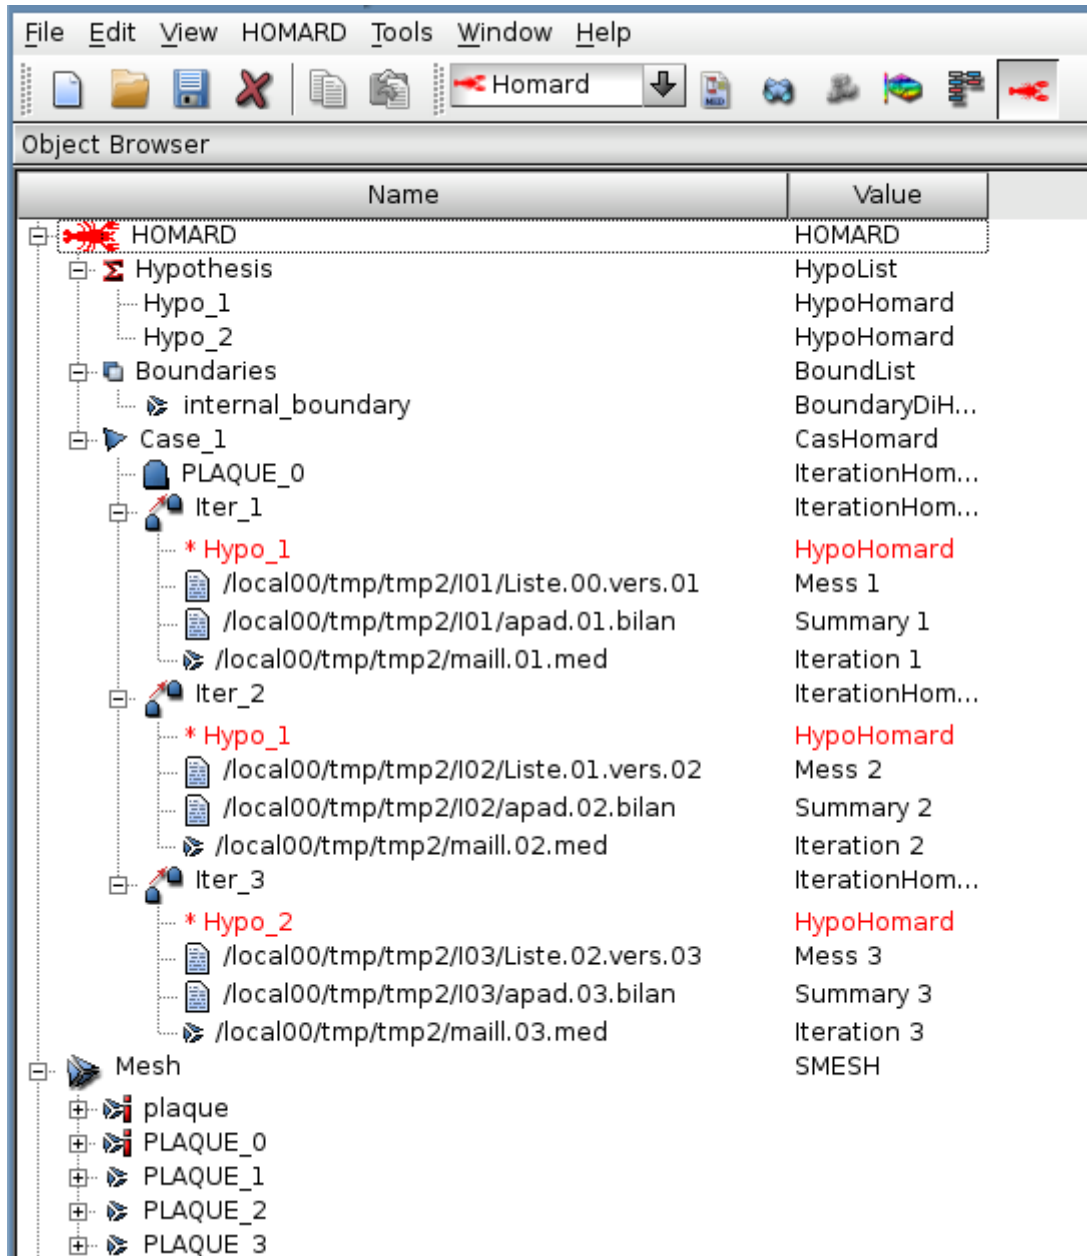 File Edit View HOMARD Tools Window Help
Homard MED
Object Browser
Name Value
HOMARD HOMARD
Hypothesis HypoList
Hypo_1 HypoHomard
Hypo_2 HypoHomard
Boundaries BoundList
internal_boundary BoundaryDiH...
Case_1 CasHomard
PLAQUE_0 IterationHom...
Iter_1 IterationHom...
* Hypo_1 HypoHomard
/local00/tmp/tmp2/I01/Liste.00.vers.01 Mess 1
/local00/tmp/tmp2/I01/apad.01.bilan Summary 1
/local00/tmp/tmp2/maill.01.med Iteration 1
Iter_2 IterationHom...
* Hypo_1 HypoHomard
/local00/tmp/tmp2/I02/Liste.01.vers.02 Mess 2
/local00/tmp/tmp2/I02/apad.02.bilan Summary 2
/local00/tmp/tmp2/maill.02.med Iteration 2
Iter_3 IterationHom...
* Hypo_2 HypoHomard
/local00/tmp/tmp2/I03/Liste.02.vers.03 Mess 3
/local00/tmp/tmp2/I03/apad.03.bilan Summary 3
/local00/tmp/tmp2/maill.03.med Iteration 3
Mesh SMESH
plaque
PLAQUE_0
PLAQUE_1
PLAQUE_2
PLAQUE_3